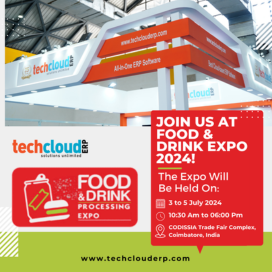 www.techclouderp.com
techcloud ERP
All-in-One ERP Software
techcloud ERP
solutions unlimited
JOIN US AT
FOOD &
DRINK EXPO
2024!
The Expo Will
Be Held On:
3 to 5 July 2024
10:30 Am to 06:00 Pm
CODISSIA Trade Fair Complex,
Coimbatore, India
FOOD
&DRINK
PROCESSING
EXPO
www.techclouderp.com